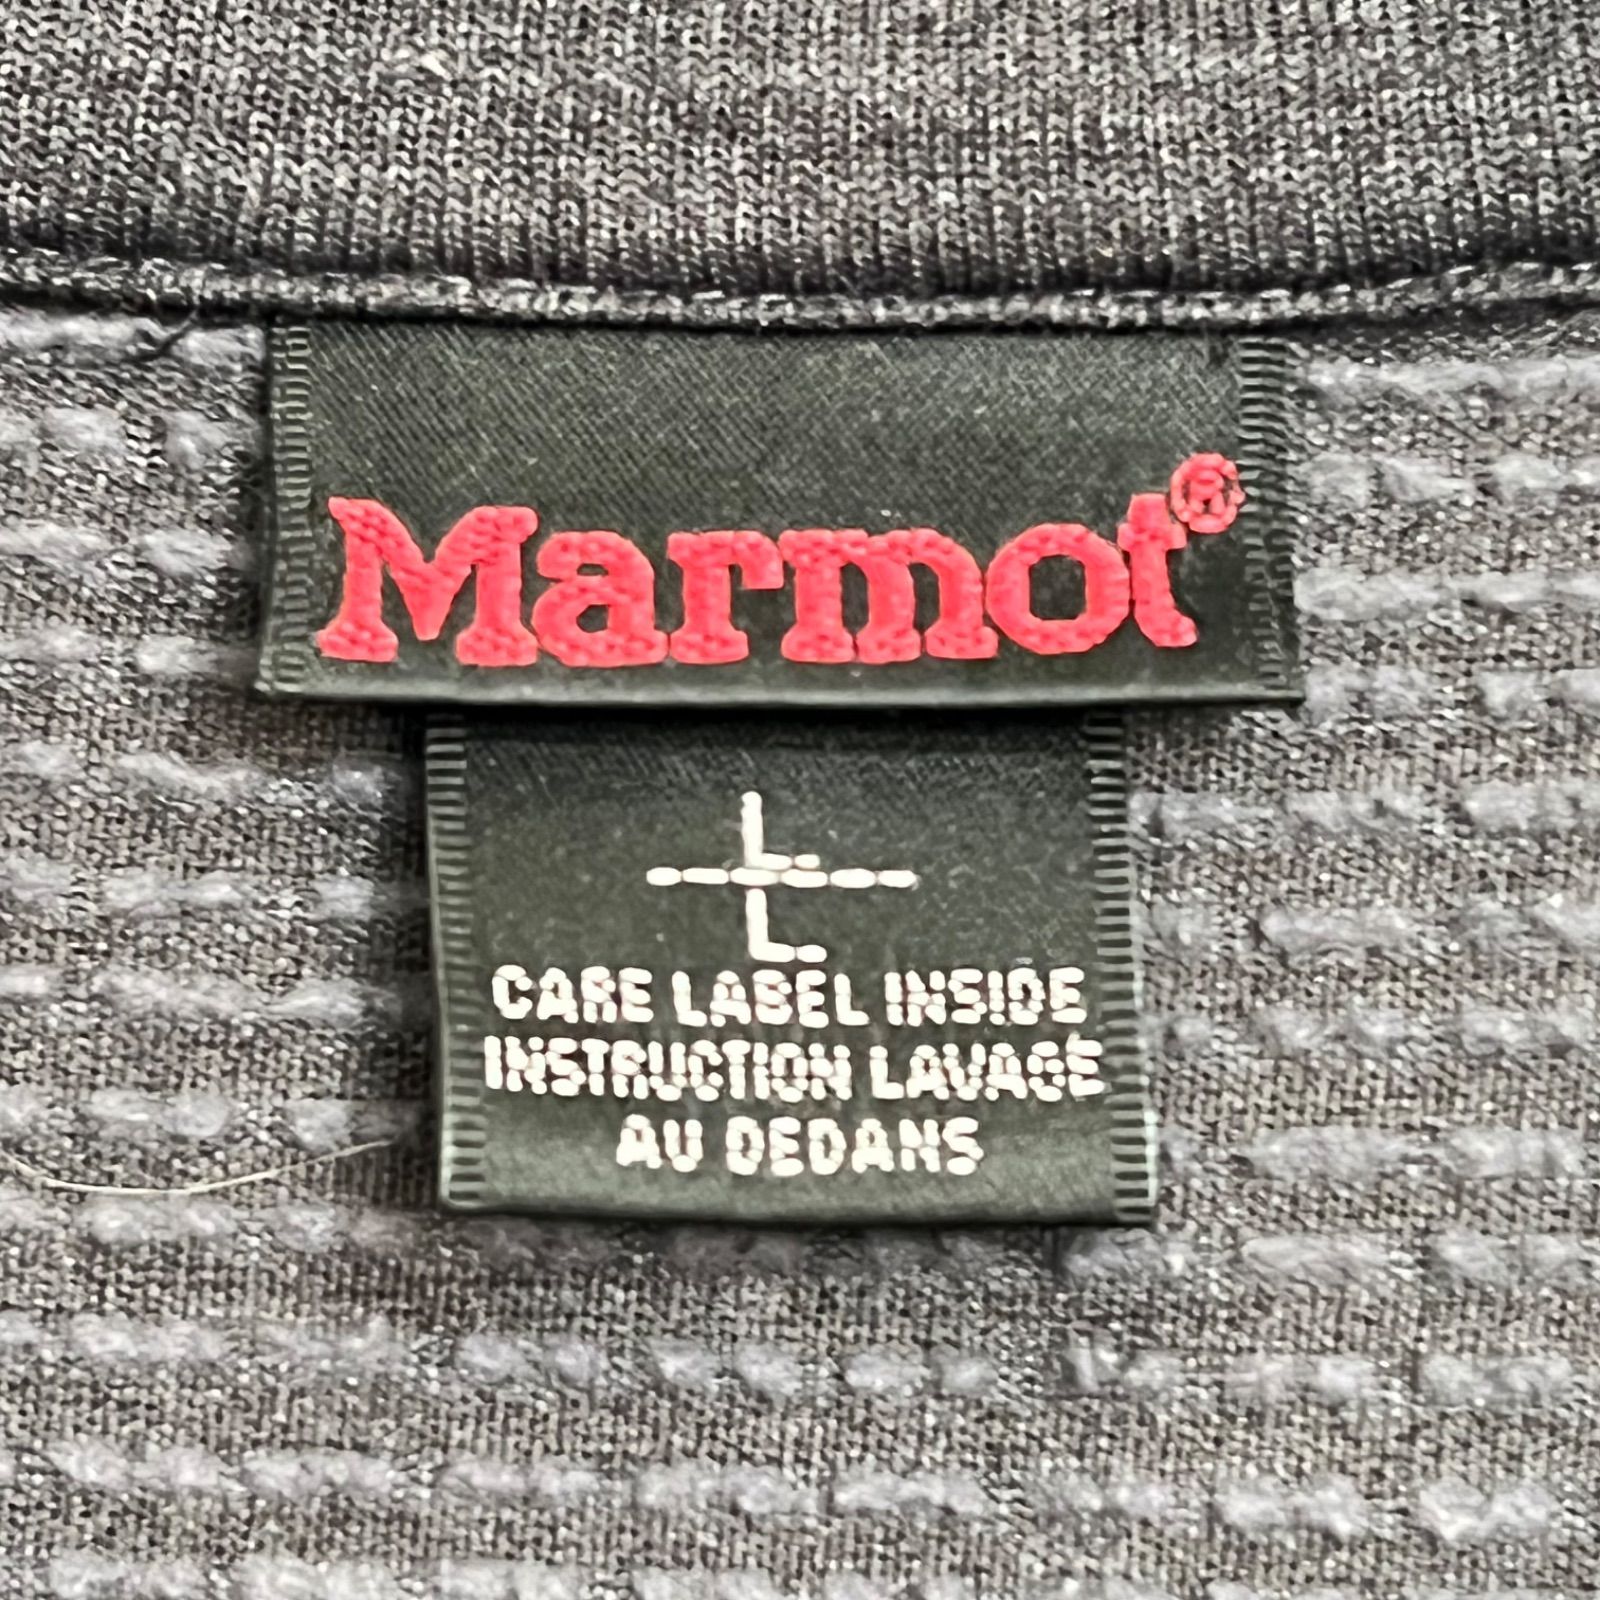 Marmot®
L
L
CARE LABEL INSIDE
INSTRUCTION LAVAGE
AU DEDANS